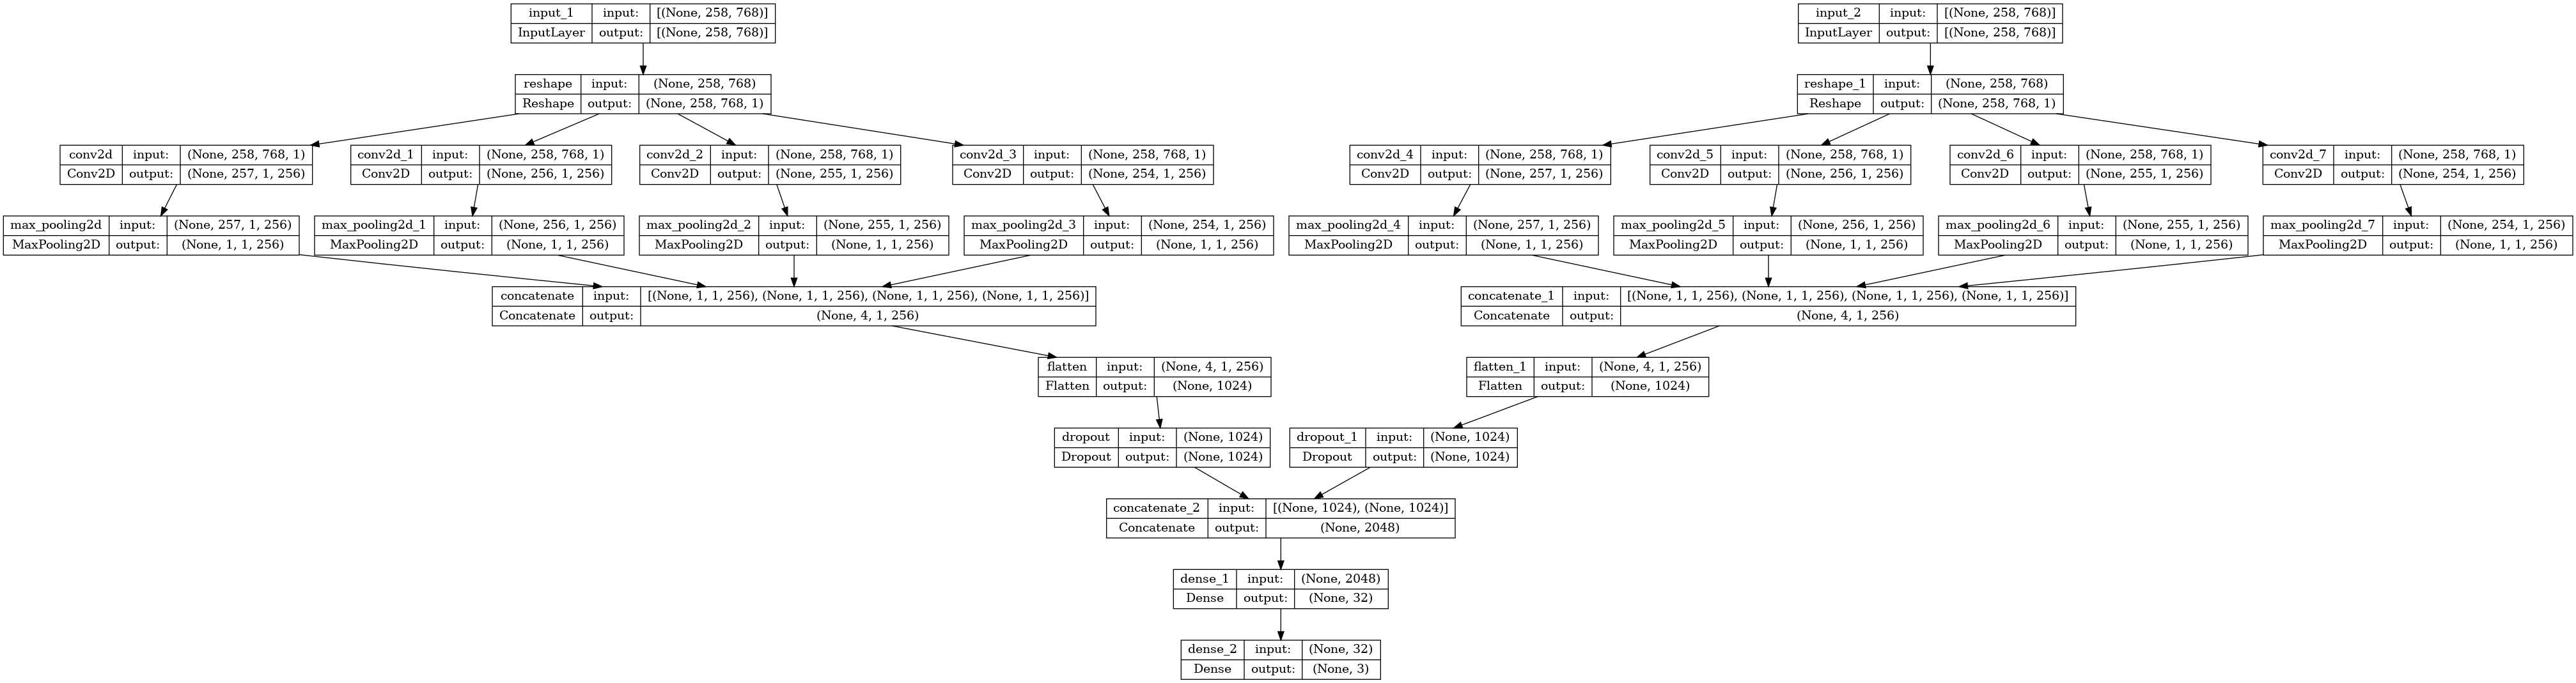 input_1 input: [(None, 258, 768)] input_2 input: [(None, 258, 768)]
InputLayer output: [(None, 258, 768)] InputLayer output: [(None, 258, 768)]
reshape input: (None, 258, 768) reshape_1 input: (None, 258, 768)
Reshape output: (None, 258, 768, 1) Reshape output: (None, 258, 768, 1)
conv2d input: (None, 258, 768, 1) conv2d_1 input: (None, 258, 768, 1) conv2d_2 input: (None, 258, 768, 1) conv2d_3 input: (None, 258, 768, 1) conv2d_4 input: (None, 258, 768, 1) conv2d_5 input: (None, 258, 768, 1) conv2d_6 input: (None, 258, 768, 1) conv2d_7 input: (None, 258, 768, 1)
Conv2D output: (None, 257, 1, 256) Conv2D output: (None, 256, 1, 256) Conv2D output: (None, 255, 1, 256) Conv2D output: (None, 254, 1, 256) Conv2D output: (None, 257, 1, 256) Conv2D output: (None, 256, 1, 256) Conv2D output: (None, 255, 1, 256) Conv2D output: (None, 254, 1, 256)
max_pooling2d input: (None, 257, 1, 256) max_pooling2d_1 input: (None, 256, 1, 256) max_pooling2d_2 input: (None, 255, 1, 256) max_pooling2d_3 input: (None, 254, 1, 256) max_pooling2d_4 input: (None, 257, 1, 256) max_pooling2d_5 input: (None, 256, 1, 256) max_pooling2d_6 input: (None, 255, 1, 256) max_pooling2d_7 input: (None, 254, 1, 256)
MaxPooling2D output: (None, 1, 1, 256) MaxPooling2D output: (None, 1, 1, 256) MaxPooling2D output: (None, 1, 1, 256) MaxPooling2D output: (None, 1, 1, 256) MaxPooling2D output: (None, 1, 1, 256) MaxPooling2D output: (None, 1, 1, 256) MaxPooling2D output: (None, 1, 1, 256) MaxPooling2D output: (None, 1, 1, 256)
concatenate input: [(None, 1, 1, 256), (None, 1, 1, 256), (None, 1, 1, 256), (None, 1, 1, 256)] concatenate_1 input: [(None, 1, 1, 256), (None, 1, 1, 256), (None, 1, 1, 256), (None, 1, 1, 256)]
Concatenate output: (None, 4, 1, 256) Concatenate output: (None, 4, 1, 256)
flatten input: (None, 4, 1, 256) flatten_1 input: (None, 4, 1, 256)
Flatten output: (None, 1024) Flatten output: (None, 1024)
dropout input: (None, 1024) dropout_1 input: (None, 1024)
Dropout output: (None, 1024) Dropout output: (None, 1024)
concatenate_2 input: [(None, 1024), (None, 1024)]
Concatenate output: (None, 2048)
dense_1 input: (None, 2048)
Dense output: (None, 32)
dense_2 input: (None, 32)
Dense output: (None, 3)